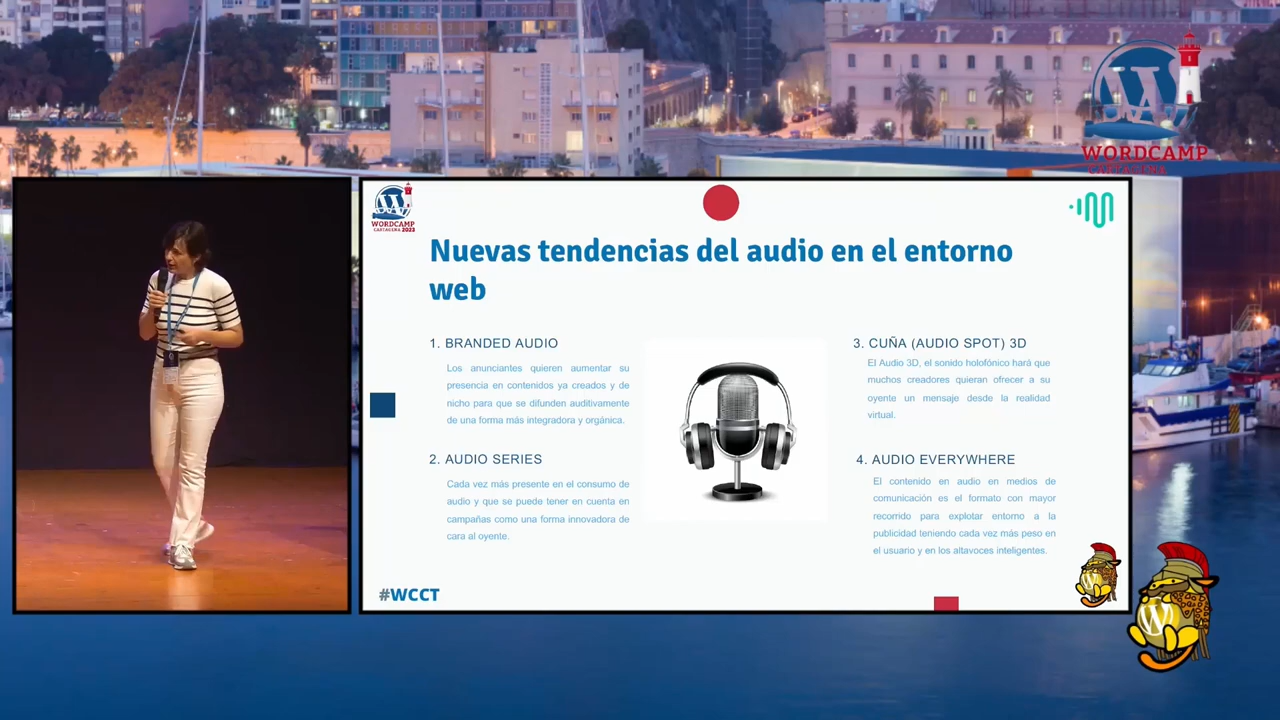 WORDCAMP
CARTAGENA
WORDCAMP
CARTAGENA 2023
Nuevas tendencias del audio en el entorno
web
1. BRANDED AUDIO
Los anunciantes quieren aumentar su
presencia en contenidos ya creados y de
nicho para que se difunden auditivamente
de una forma más integradora y orgánica.
2. AUDIO SERIES
Cada vez más presente en el consumo de
audio y que se puede tener en cuenta en
campañas como una forma innovadora de
cara al oyente.
3. CUÑA (AUDIO SPOT) 3D
El Audio 3D, el sonido holofónico hará que
muchos creadores quieran ofrecer a su
oyente un mensaje desde la realidad
virtual.
4. AUDIO EVERYWHERE
El contenido en audio en medios de
comunicación es el formato con mayor
recorrido para explotar entorno a la
publicidad teniendo cada vez más peso en
el usuario y en los altavoces inteligentes.
#WCCT